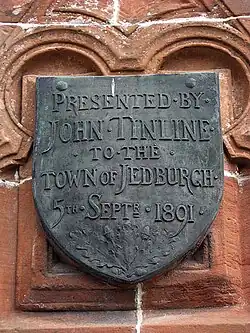 PRESENTED·BY
JOHN·TINLINE·
·TO·THE·
TOWN OF JEDBURGH·
5TH·SEPTR·1891·